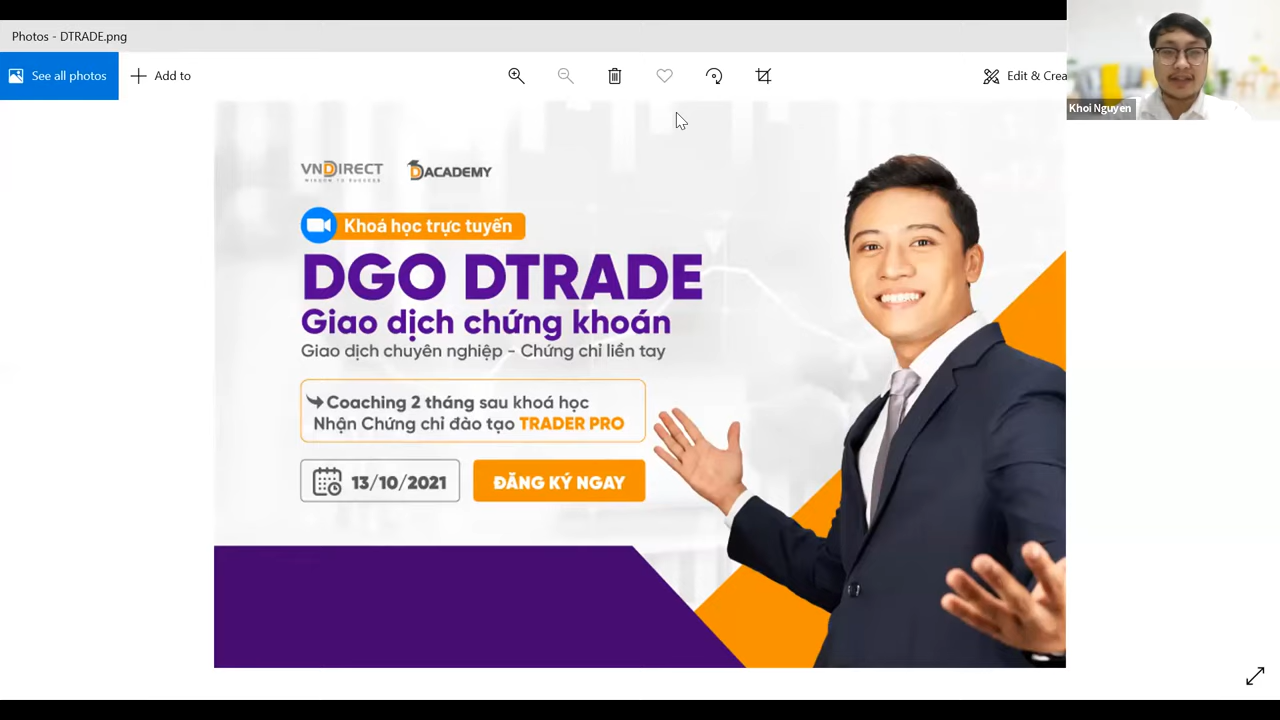 Photos - DTRADE.png
See all photos
Add to
Edit & Crea
Khoi Nguyen
VNDIRECT
WISDOM TO SUCCESS
DACADEMY
Khoá học trực tuyến
DGO DTRADE
Giao dịch chứng khoán
Giao dịch chuyên nghiệp - Chứng chỉ liền tay
Coaching 2 tháng sau khoá học
Nhận Chứng chỉ đào tạo TRADER PRO
13/10/2021
ĐĂNG KÝ NGAY